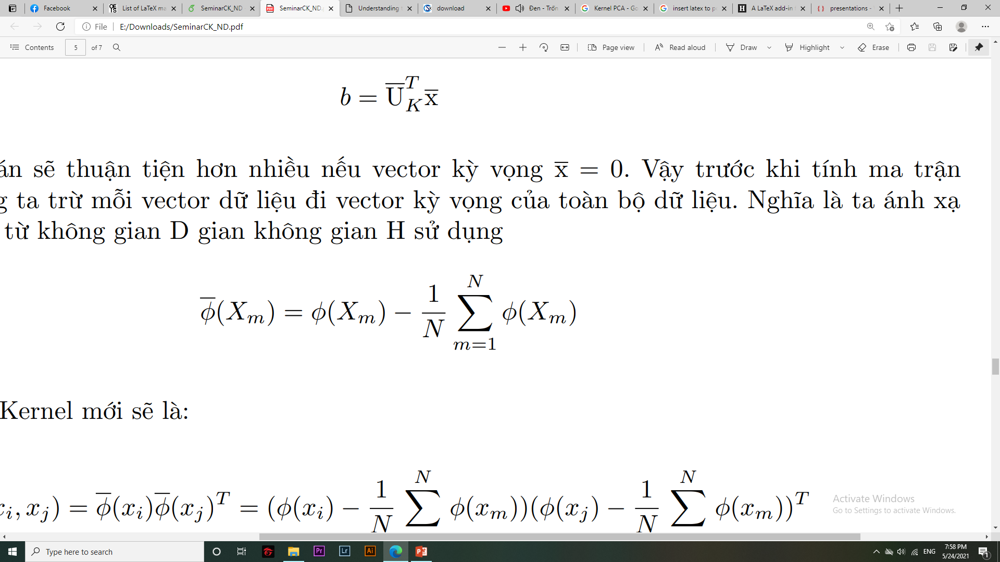 Facebook
List of LaTeX ma
SeminarCK_ND
SeminarCK_ND.
Understanding
download
Đen - Trốn
Kernel PCA - Go
insert latex to p
A LaTeX add-in
presentations -
File
E:/Downloads/SeminarCK_ND.pdf
Contents
5
of 7
Page view
Read aloud
Draw
Highlight
Erase
b = \overline{U}_K^T \overline{x}
án sẽ thuận tiện hơn nhiều nếu vector kỳ vọng \overline{x} = 0. Vậy trước khi tính ma trận
g ta trừ mỗi vector dữ liệu đi vector kỳ vọng của toàn bộ dữ liệu. Nghĩa là ta ánh xạ
từ không gian D gian không gian H sử dụng
\overline{\phi}(X_m) = \phi(X_m) - \frac{1}{N} \sum_{m=1}^{N} \phi(X_m)
Kernel mới sẽ là:
x_i, x_j) = \overline{\phi}(x_i)\overline{\phi}(x_j)^T = (\phi(x_i) - \frac{1}{N} \sum^{N} \phi(x_m))(\phi(x_j) - \frac{1}{N} \sum^{N} \phi(x_m))^T
Activate Windows
Go to Settings to activate Windows.
Type here to search
Pr
Lr
Ai
ENG
7:58 PM
5/24/2021
1